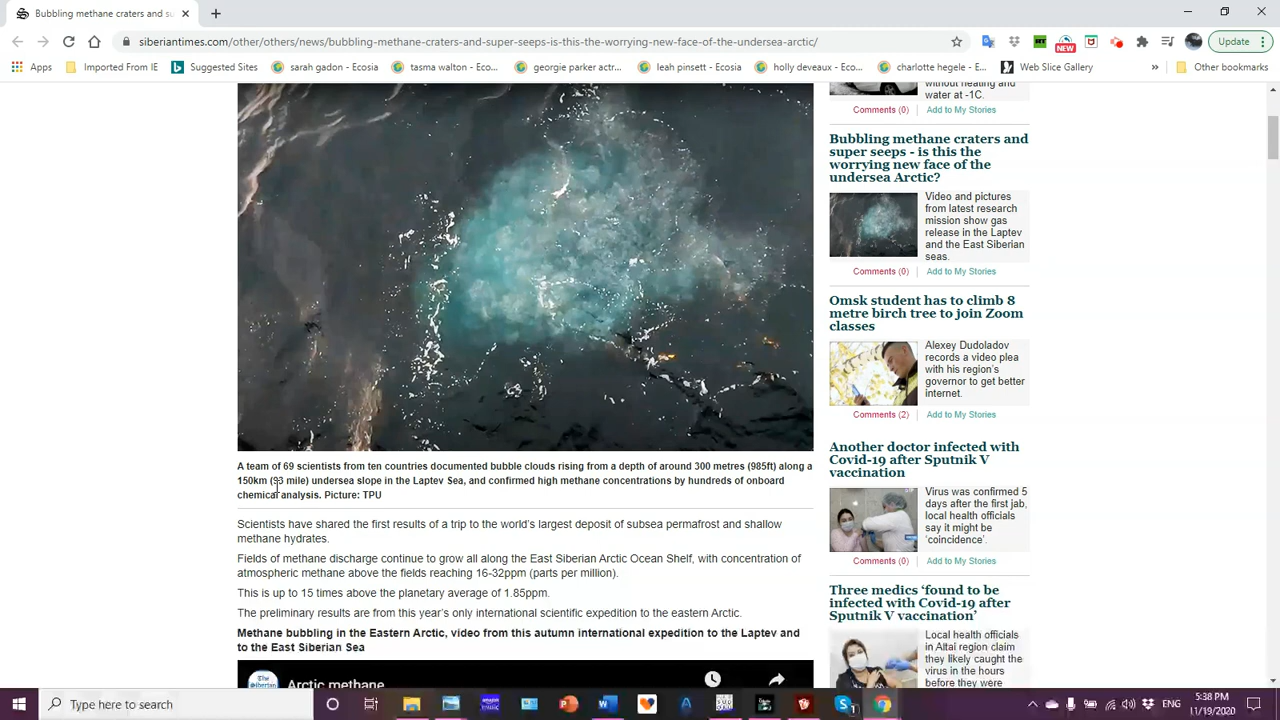 Bubbling methane craters and su
siberiantimes.com/other/others/news/bubbling-methane-craters-and-super-seeps-is-this-the-worrying-new-face-of-the-undersea-arctic/
NEW
Update
Apps
Imported From IE
Suggested Sites
sarah gadon - Ecosia
tasma walton - Eco...
georgie parker actr...
leah pinsett - Ecosia
holly deveaux - Eco...
charlotte hegele - E...
Web Slice Gallery
»
Other bookmarks
A team of 69 scientists from ten countries documented bubble clouds rising from a depth of around 300 metres (985ft) along a
150km (93 mile) undersea slope in the Laptev Sea, and confirmed high methane concentrations by hundreds of onboard
chemical analysis. Picture: TPU
Scientists have shared the first results of a trip to the world's largest deposit of subsea permafrost and shallow
methane hydrates.
Fields of methane discharge continue to grow all along the East Siberian Arctic Ocean Shelf, with concentration of
atmospheric methane above the fields reaching 16-32ppm (parts per million).
This is up to 15 times above the planetary average of 1.85ppm.
The preliminary results are from this year's only international scientific expedition to the eastern Arctic.
Methane bubbling in the Eastern Arctic, video from this autumn international expedition to the Laptev and
to the East Siberian Sea
The
Siberian
Arctic methane
without heating and
water at -1C.
Comments (0) | Add to My Stories
Bubbling methane craters and
super seeps - is this the
worrying new face of the
undersea Arctic?
Video and pictures
from latest research
mission show gas
release in the Laptev
and the East Siberian
seas.
Comments (0) | Add to My Stories
Omsk student has to climb 8
metre birch tree to join Zoom
classes
Alexey Dudoladov
records a video plea
with his region's
governor to get better
internet.
Comments (2) | Add to My Stories
Another doctor infected with
Covid-19 after Sputnik V
vaccination
Virus was confirmed 5
days after the first jab,
local health officials
say it might be
'coincidence'.
Comments (0) | Add to My Stories
Three medics 'found to be
infected with Covid-19 after
Sputnik V vaccination'
Local health officials
in Altai region claim
they likely caught the
virus in the hours
before they were
Type here to search
ENG
5:38 PM
11/19/2020